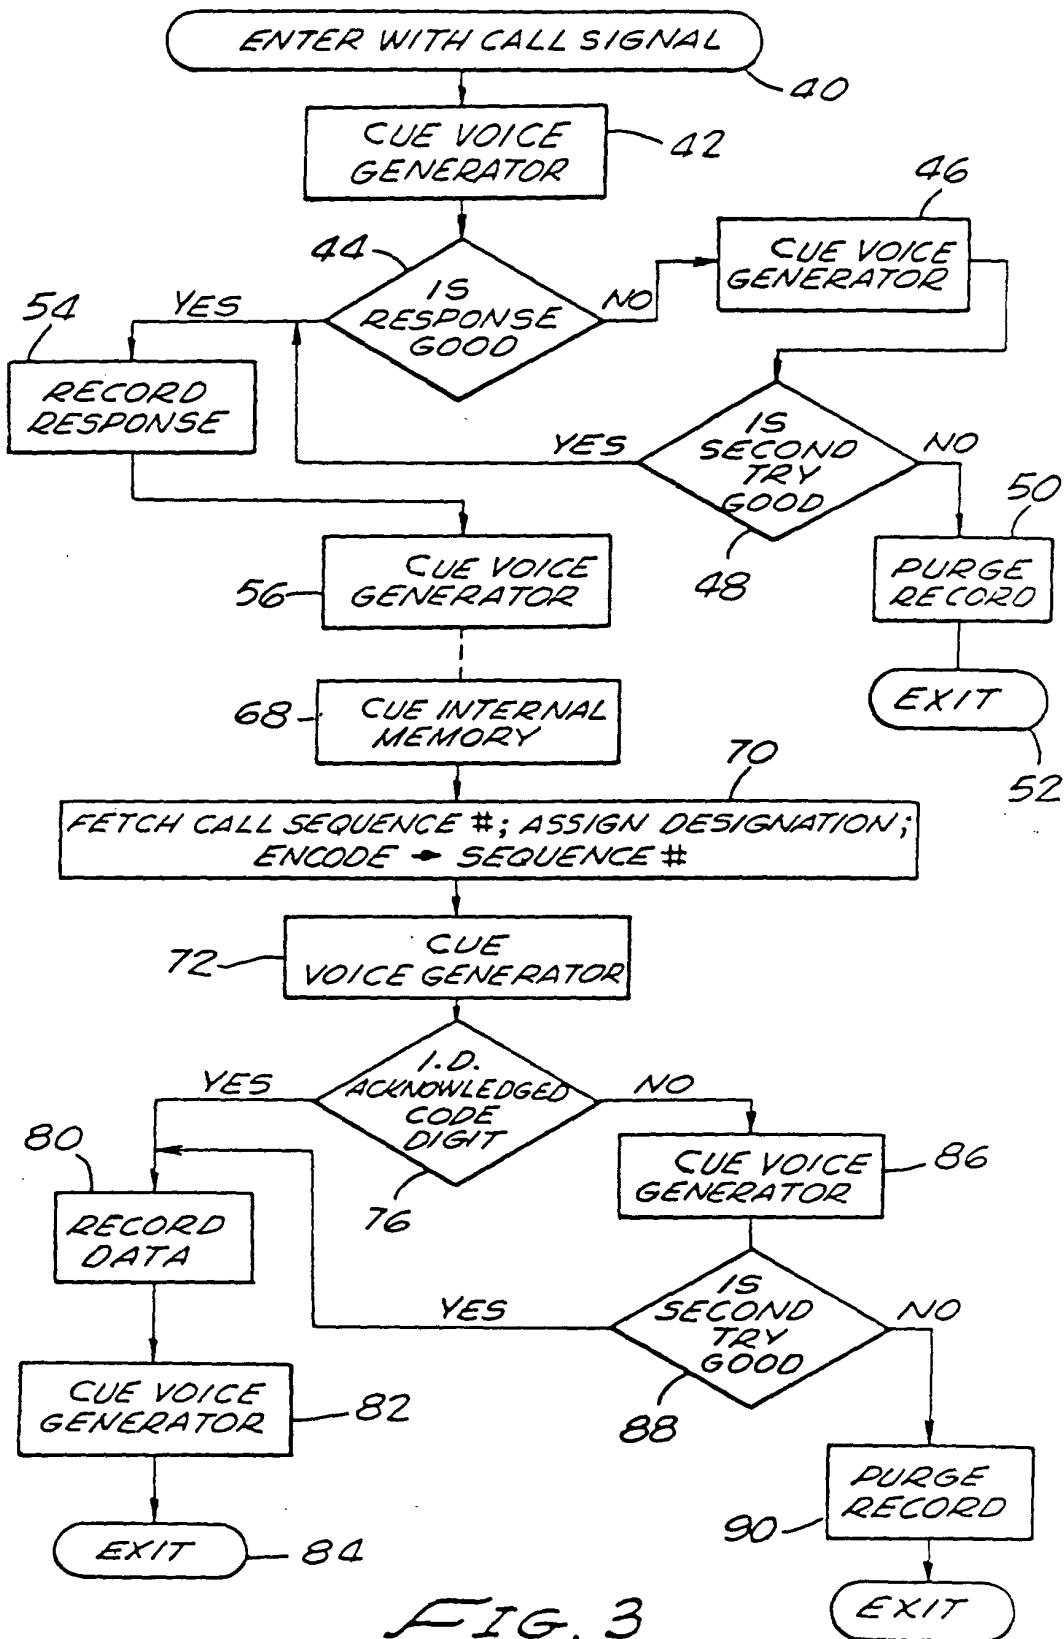 ENTER WITH CALL SIGNAL
40
CUE VOICE
GENERATOR
42
46
CUE VOICE
GENERATOR
44
IS
RESPONSE
GOOD
YES
NO
54
RECORD
RESPONSE
IS
SECOND
TRY
GOOD
YES
NO
48
50
PURGE
RECORD
EXIT
52
CUE VOICE
GENERATOR
56
68
CUE INTERNAL
MEMORY
70
FETCH CALL SEQUENCE #; ASSIGN DESIGNATION;
ENCODE → SEQUENCE #
72
CUE
VOICE GENERATOR
I.D.
ACKNOWLEDGED
CODE
DIGIT
YES
NO
76
80
RECORD
DATA
CUE VOICE
GENERATOR
86
IS
SECOND
TRY
GOOD
YES
NO
88
CUE VOICE
GENERATOR
82
EXIT
84
PURGE
RECORD
90
EXIT
FIG. 3